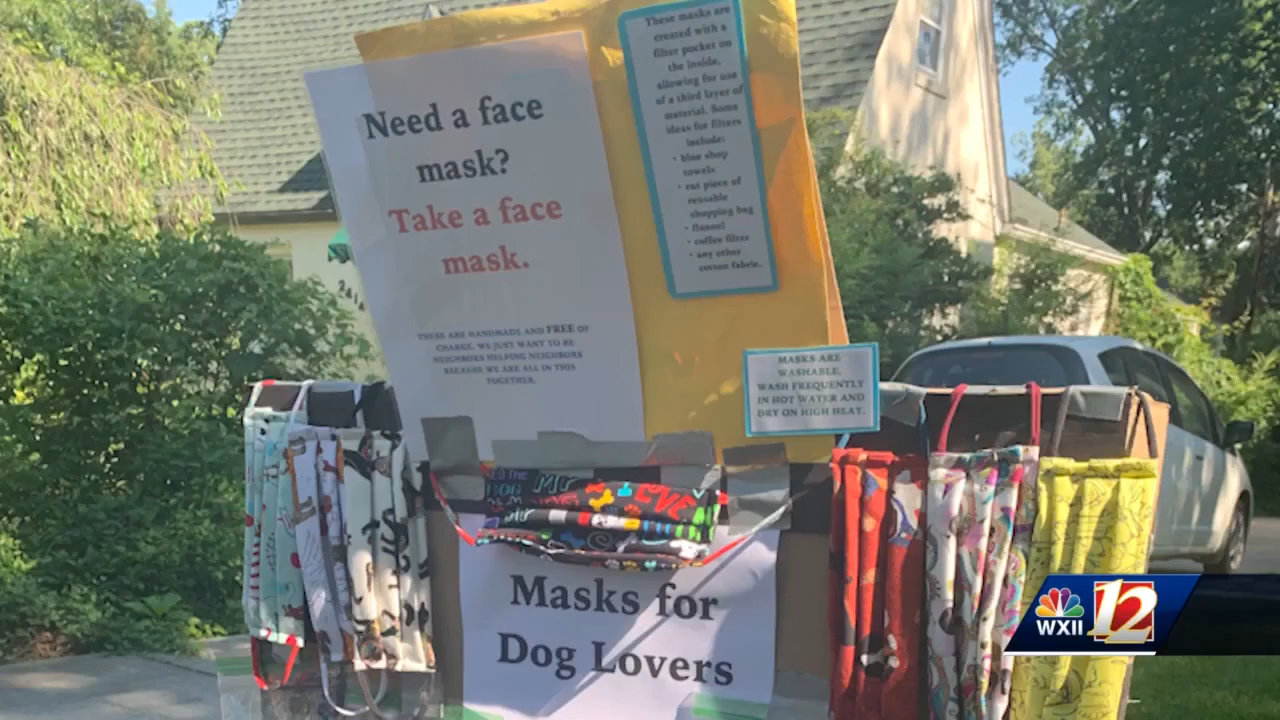 Need a face
mask?
Take a face
mask.
THESE ARE HANDMADE AND FREE OF
CHARGE. WE JUST WANT TO BE
NEIGHBORS HELPING NEIGHBORS
BECAUSE WE ARE ALL IN THIS
TOGETHER.
These masks are
created with a
filter pocket on
the inside,
allowing for use
of a third layer of
material. Some
ideas for filters
include:
• blue shop
towels
• cut piece of
reusable
shopping bag
• flannel
• coffee filter
• any other
cotton fabric.
MASKS ARE
WASHABLE.
WASH FREQUENTLY
IN HOT WATER AND
DRY ON HIGH HEAT.
2414
LOVE
Masks for
Dog Lovers
WXII 12